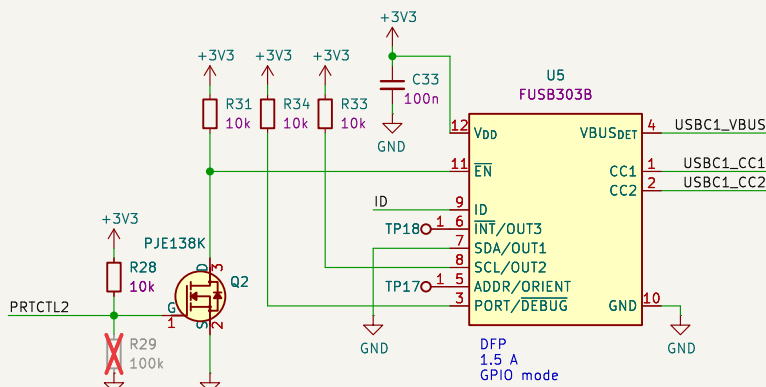 +3V3
+3V3
+3V3
+3V3
C33
100n
GND
R31
10k
R34
10k
R33
10k
U5
FUSB303B
12
VDD
11
EN
9
ID
6
INT/OUT3
7
SDA/OUT1
8
SCL/OUT2
5
ADDR/ORIENT
3
PORT/DEBUG
VBUSDET
4
USBC1_VBUS
CC1
1
USBC1_CC1
CC2
2
USBC1_CC2
GND
10
GND
ID
TP18
1
TP17
1
GND
DFP
1.5 A
GPIO mode
+3V3
R28
10k
PRTCTL2
PJE138K
Q2
D
3
G
1
S
2
R29
100k